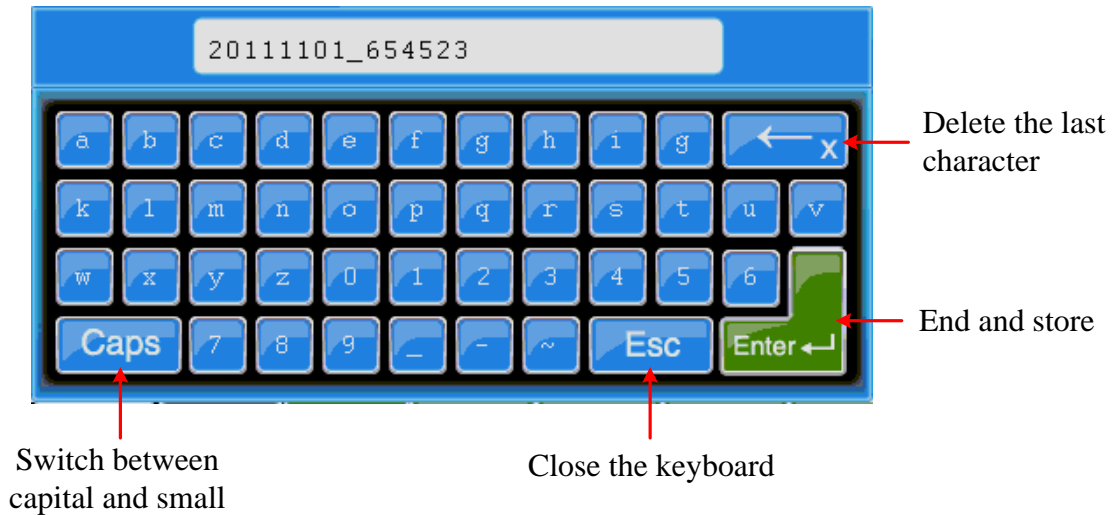 20111101_654523
a b c d e f g h i g ← x
Delete the last
character
k l m n o p q r s t u v
w x y z 0 1 2 3 4 5 6
End and store
Caps 7 8 9 _ - ~ Esc Enter
Switch between
capital and small
Close the keyboard